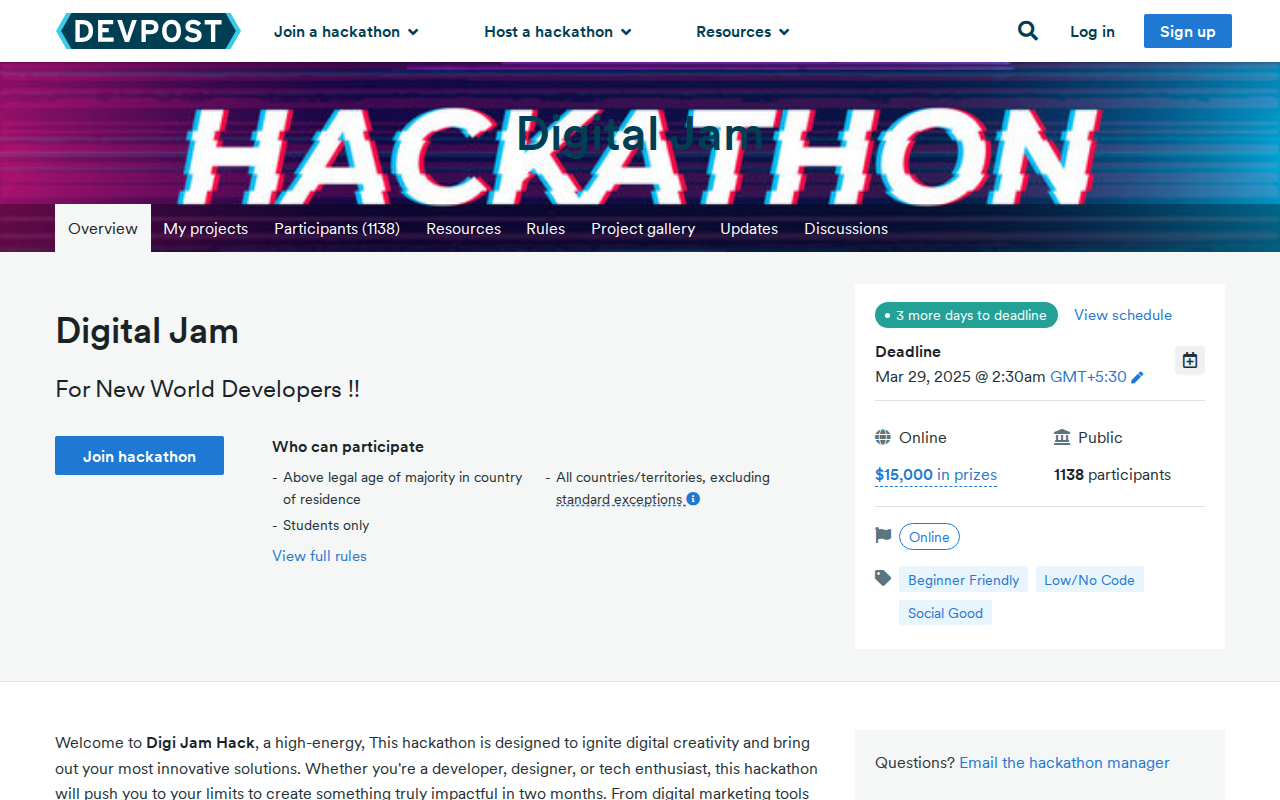 DEVPOST
Join a hackathon
Host a hackathon
Resources
Log in
Sign up
HACKATHON
Digital Jam
Overview
My projects
Participants (1138)
Resources
Rules
Project gallery
Updates
Discussions
Digital Jam
For New World Developers !!
Join hackathon
Who can participate
- Above legal age of majority in country
of residence
- Students only
- All countries/territories, excluding
standard exceptions
View full rules
3 more days to deadline
View schedule
Deadline
Mar 29, 2025 @ 2:30am GMT+5:30
Online
Public
$15,000 in prizes
1138 participants
Online
Beginner Friendly
Low/No Code
Social Good
Welcome to Digi Jam Hack, a high-energy, This hackathon is designed to ignite digital creativity and bring
out your most innovative solutions. Whether you're a developer, designer, or tech enthusiast, this hackathon
will push you to your limits to create something truly impactful in two months. From digital marketing tools
Questions? Email the hackathon manager